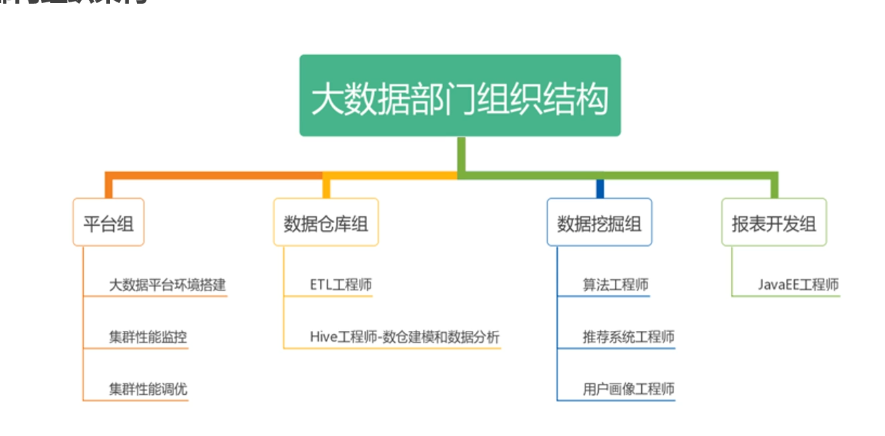 大数据部门组织结构
平台组
大数据平台环境搭建
集群性能监控
集群性能调优
数据仓库组
ETL工程师
Hive工程师-数仓建模和数据分析
数据挖掘组
算法工程师
推荐系统工程师
用户画像工程师
报表开发组
JavaEE工程师